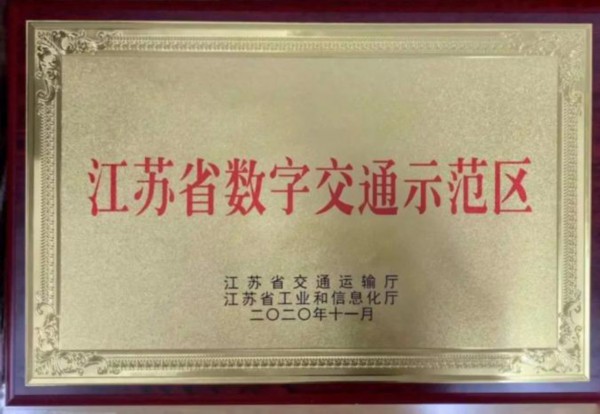 江苏省数字交通示范区
江苏省交通运输厅
江苏省工业和信息化厅
二〇二〇年十一月